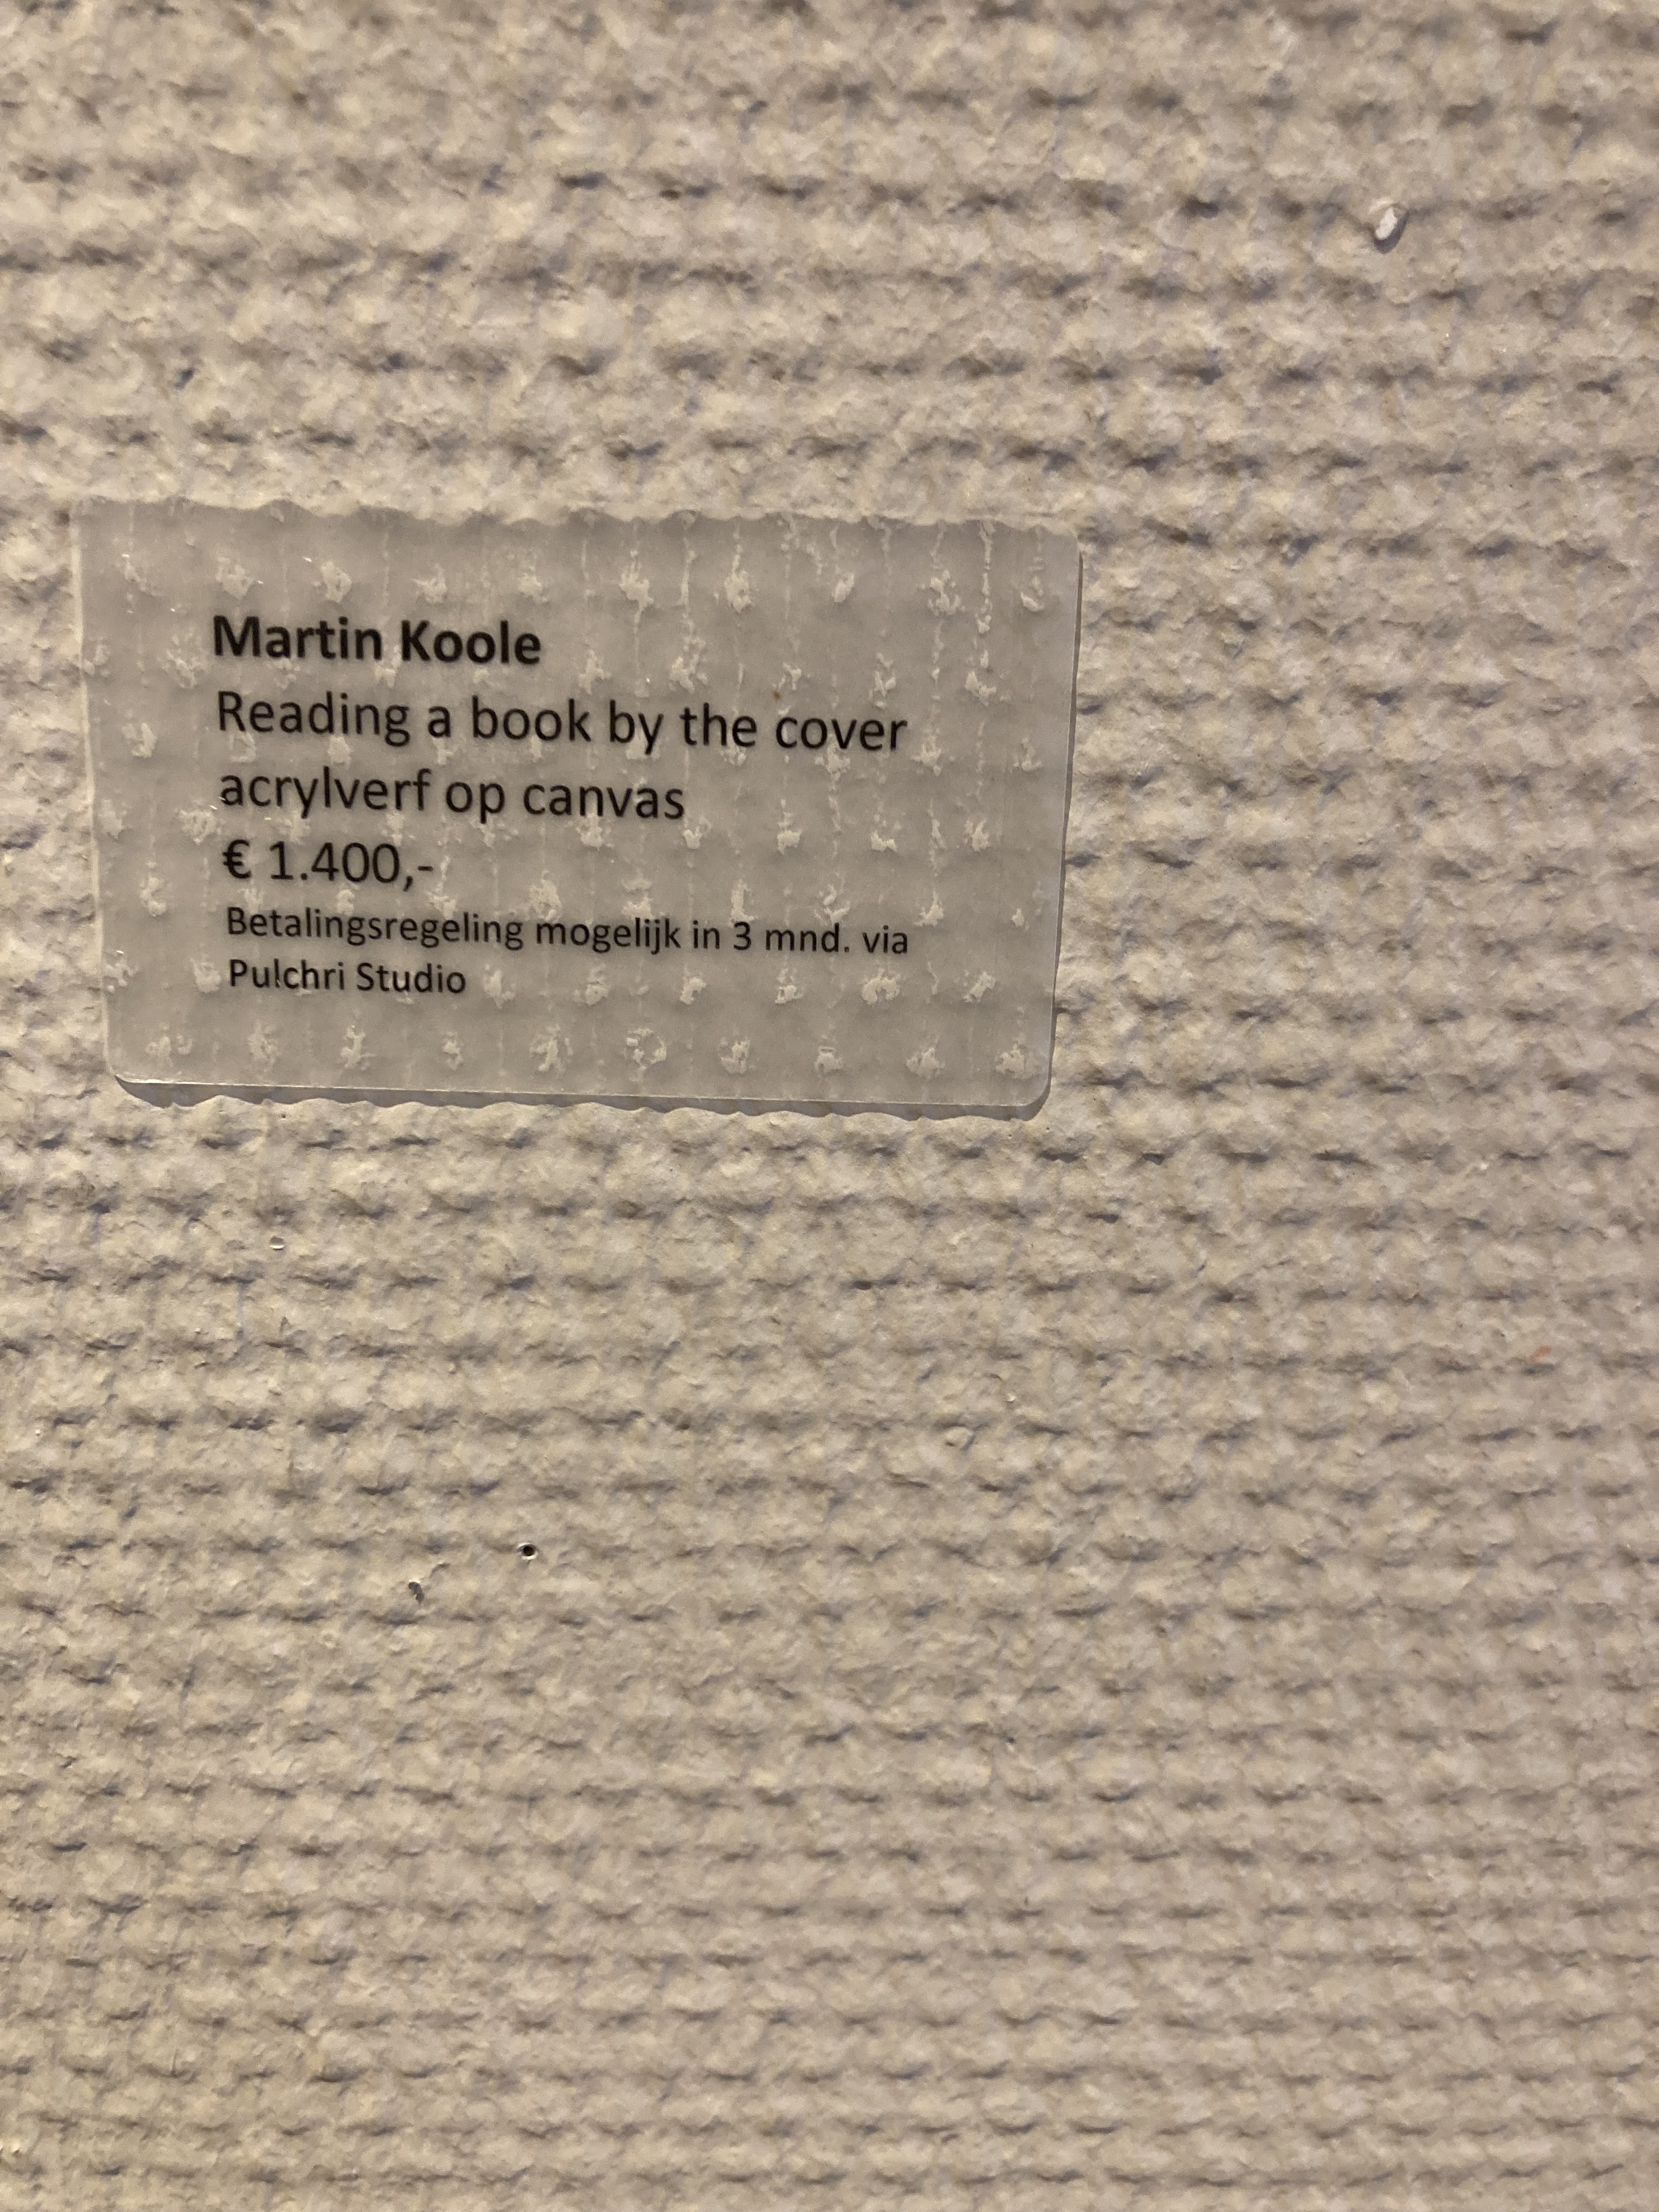 Martin Koole
Reading a book by the cover
acrylverf op canvas
€ 1.400,-
Betalingsregeling mogelijk in 3 mnd. via
Pulchri Studio